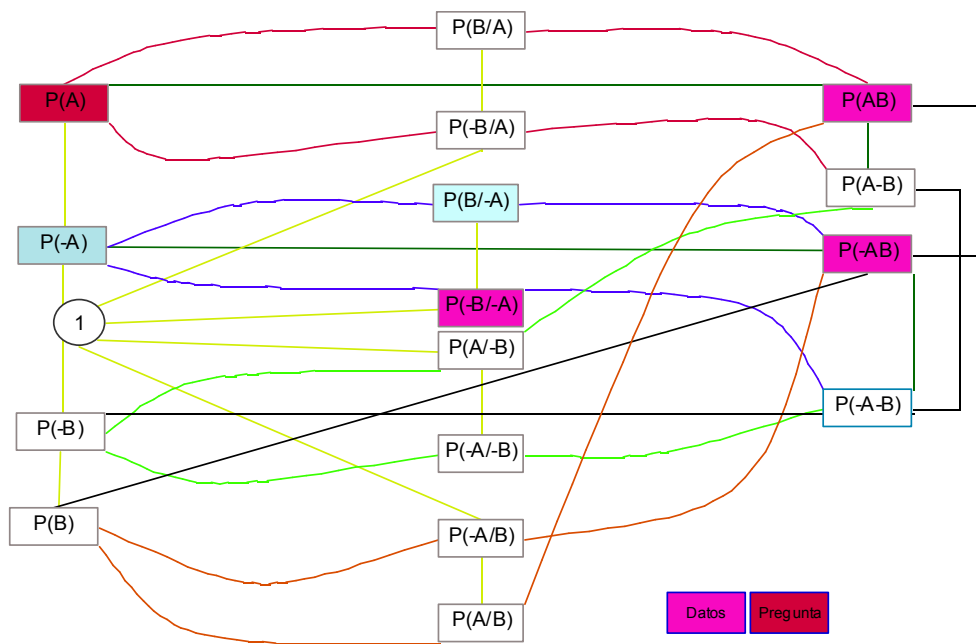 P(B/A)
P(A)
P(AB)
P(-B/A)
P(A-B)
P(B/-A)
P(-A)
P(-AB)
P(-B/-A)
1
P(A/-B)
P(-A-B)
P(-B)
P(-A/-B)
P(B)
P(-A/B)
P(A/B)
Datos
Pregunta